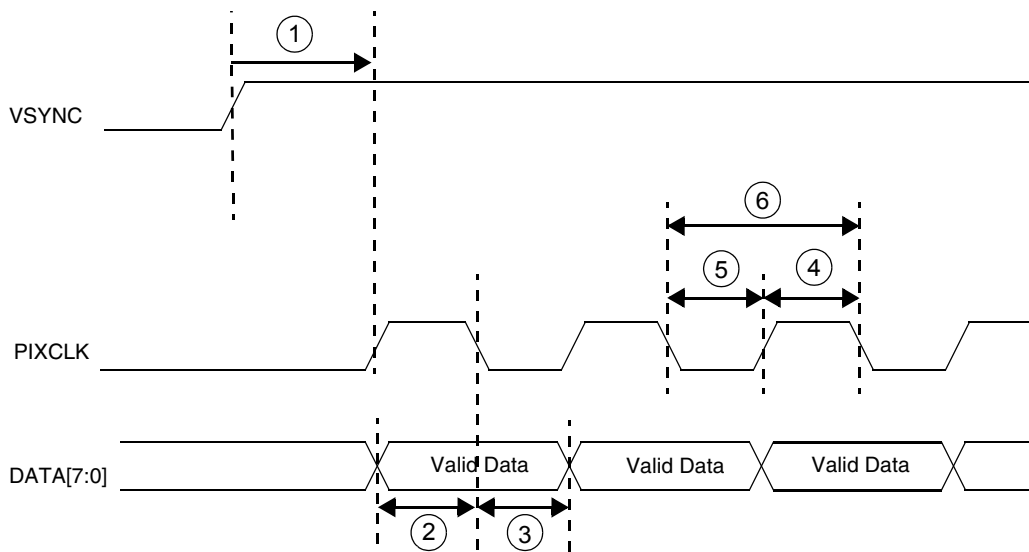 1
VSYNC
6
5
4
PIXCLK
DATA[7:0]
Valid Data
Valid Data
Valid Data
2
3